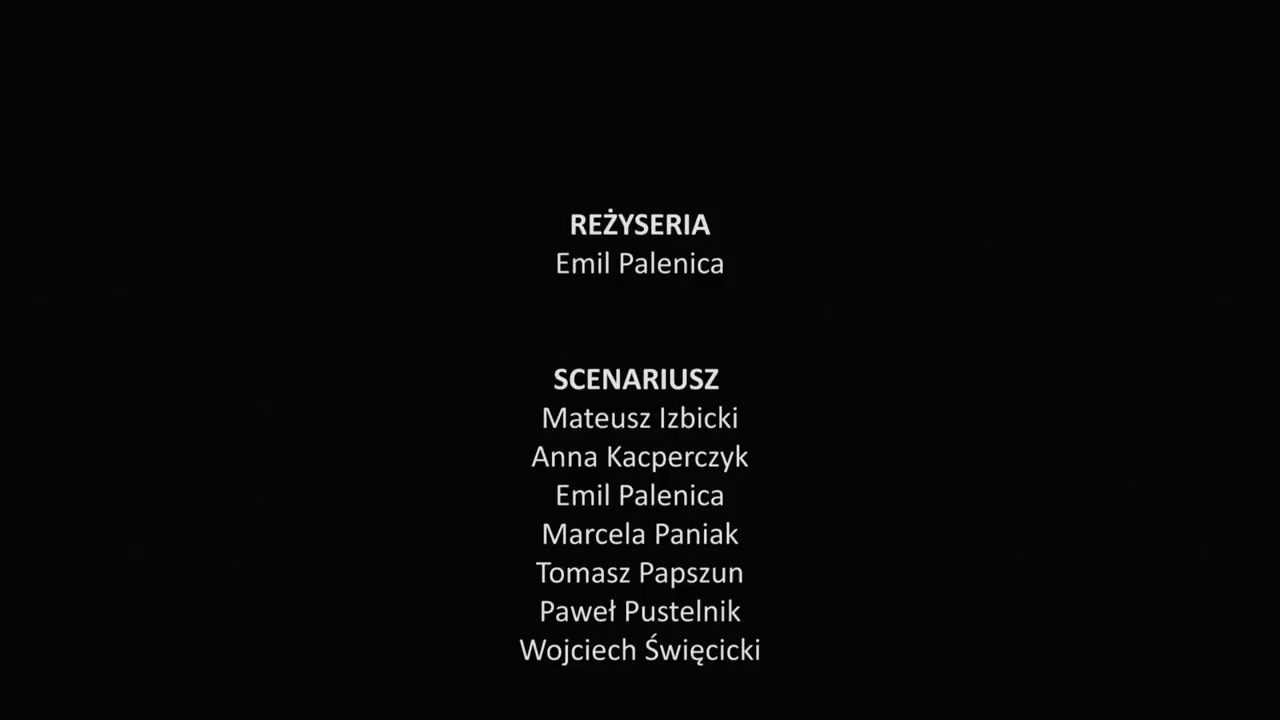 REŻYSERIA
Emil Palenica
SCENARIUSZ
Mateusz Izbicki
Anna Kacperczyk
Emil Palenica
Marcela Paniak
Tomasz Papszun
Paweł Pustelnik
Wojciech Święcicki